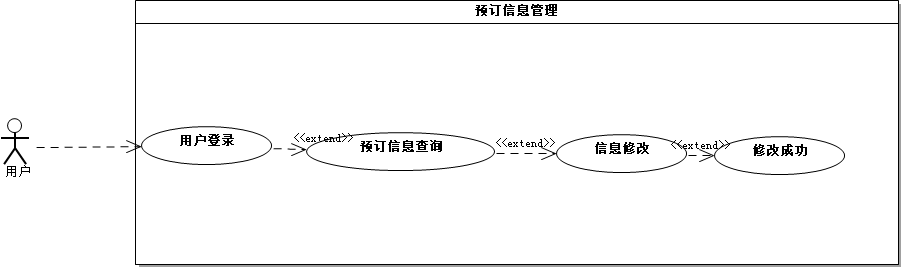 预订信息管理
用户登录
<<extend>>
预订信息查询
<<extend>>
信息修改
<<extend>>
修改成功
用户